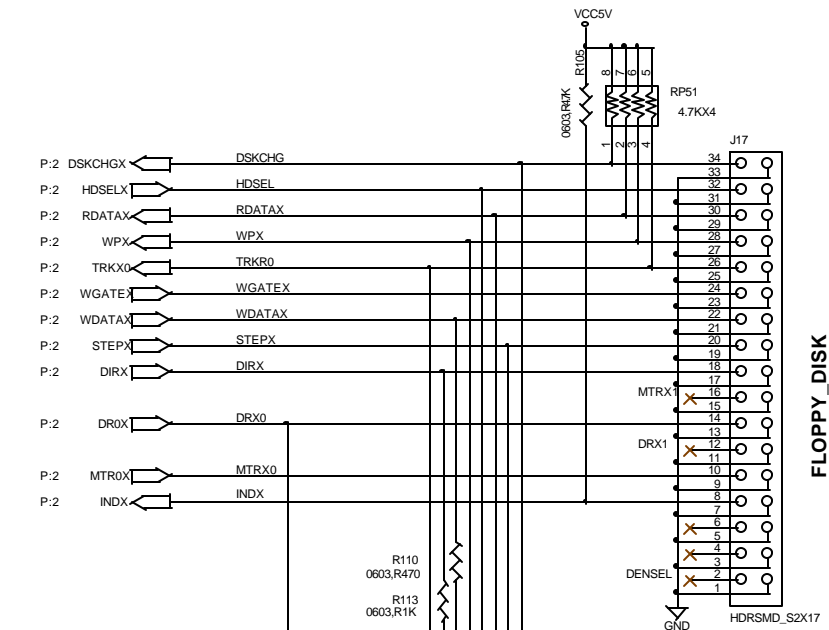 VCC5V
R105
0603,R4.7K
8 7 6 5
RP51
4.7KX4
1 2 3 4
J17
P:2 DSKCHGX DSKCHG 34
33
P:2 HDSELX HDSEL 32
31
P:2 RDATAX RDATAX 30
29
P:2 WPX WPX 28
27
P:2 TRKX0 TRKR0 26
25
P:2 WGATEX WGATEX 24
23
P:2 WDATAX WDATAX 22
21
P:2 STEPX STEPX 20
19
P:2 DIRX DIRX 18
17
MTRX1 16
15
P:2 DR0X DRX0 14
13
DRX1 12
11
P:2 MTR0X MTRX0 10
9
P:2 INDX INDX 8
7
6
5
4
3
DENSEL 2
1
R110
0603,R470
R113
0603,R1K
GND
HDRSMD_S2X17
FLOPPY_DISK